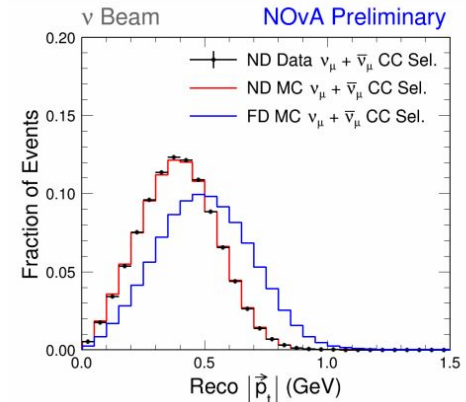 ν Beam NOvA Preliminary
0.20
ND Data νμ + ν̄μ CC Sel.
ND MC νμ + ν̄μ CC Sel.
FD MC νμ + ν̄μ CC Sel.
0.15
0.10
0.05
0.00
Fraction of Events
0.0 0.5 1.0 1.5
Reco |p⃗t| (GeV)